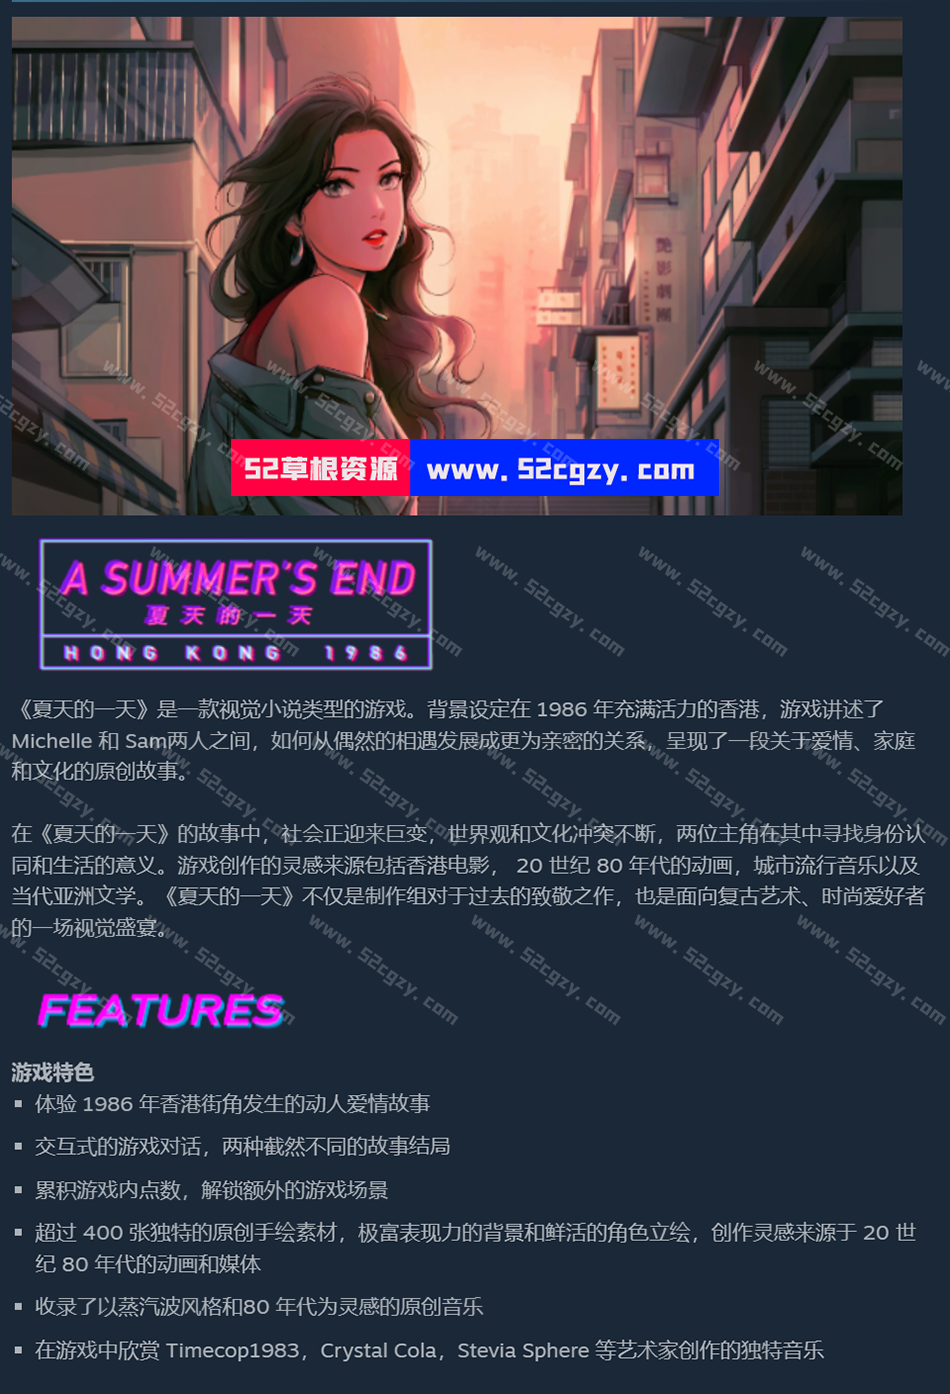 艶影劇團
52草根资源 www.52cgzy.com
A SUMMER'S END
夏天的一天
HONG KONG 1986
《夏天的一天》是一款视觉小说类型的游戏。背景设定在 1986 年充满活力的香港，游戏讲述了
Michelle 和 Sam两人之间，如何从偶然的相遇发展成更为亲密的关系，呈现了一段关于爱情、家庭
和文化的原创故事。
在《夏天的一天》的故事中，社会正迎来巨变，世界观和文化冲突不断，两位主角在其中寻找身份认
同和生活的意义。游戏创作的灵感来源包括香港电影， 20 世纪 80 年代的动画，城市流行音乐以及
当代亚洲文学。《夏天的一天》不仅是制作组对于过去的致敬之作，也是面向复古艺术、时尚爱好者
的一场视觉盛宴。
FEATURES
游戏特色
▪ 体验 1986 年香港街角发生的动人爱情故事
▪ 交互式的游戏对话，两种截然不同的故事结局
▪ 累积游戏内点数，解锁额外的游戏场景
▪ 超过 400 张独特的原创手绘素材，极富表现力的背景和鲜活的角色立绘，创作灵感来源于 20 世
纪 80 年代的动画和媒体
▪ 收录了以蒸汽波风格和80 年代为灵感的原创音乐
▪ 在游戏中欣赏 Timecop1983，Crystal Cola，Stevia Sphere 等艺术家创作的独特音乐
www.52cgzy.com